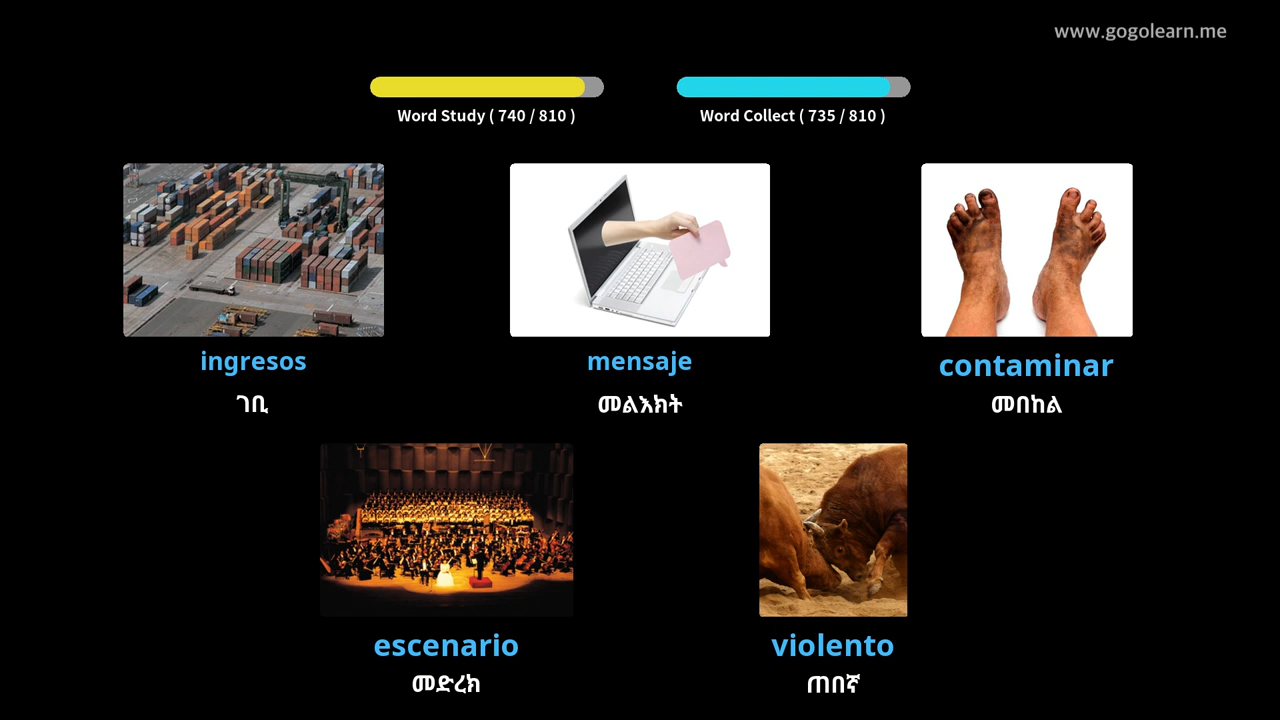 www.gogolearn.me
Word Study ( 740 / 810 )
Word Collect ( 735 / 810 )
ingresos
ገቢ
mensaje
መልእክት
contaminar
መበከል
escenario
መድረክ
violento
ጠበኛ